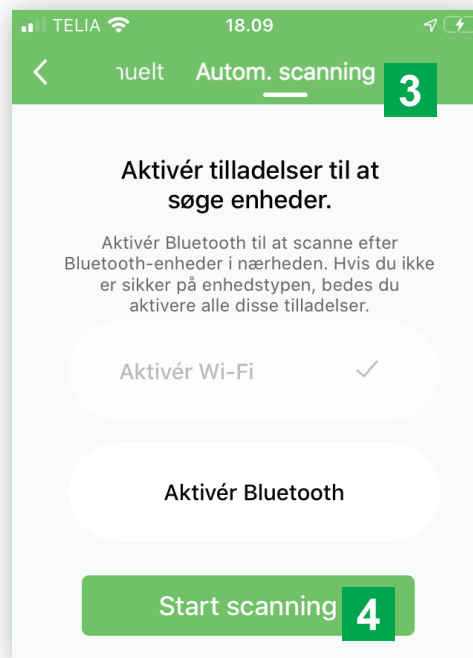 TELIA 18.09
nuelt Autom. scanning
3
Aktivér tilladelser til at
søge enheder.
Aktivér Bluetooth til at scanne efter
Bluetooth-enheder i nærheden. Hvis du ikke
er sikker på enhedstypen, bedes du
aktivere alle disse tilladelser.
Aktivér Wi-Fi
Aktivér Bluetooth
Start scanning
4